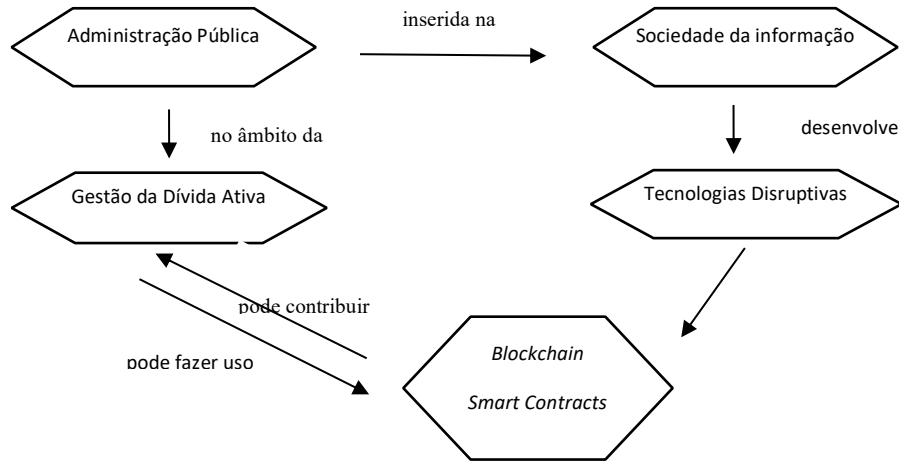 inserida na
Administração Pública
Sociedade da informação
no âmbito da
desenvolve
Gestão da Dívida Ativa
Tecnologias Disruptivas
pode contribuir
pode fazer uso
Blockchain
Smart Contracts